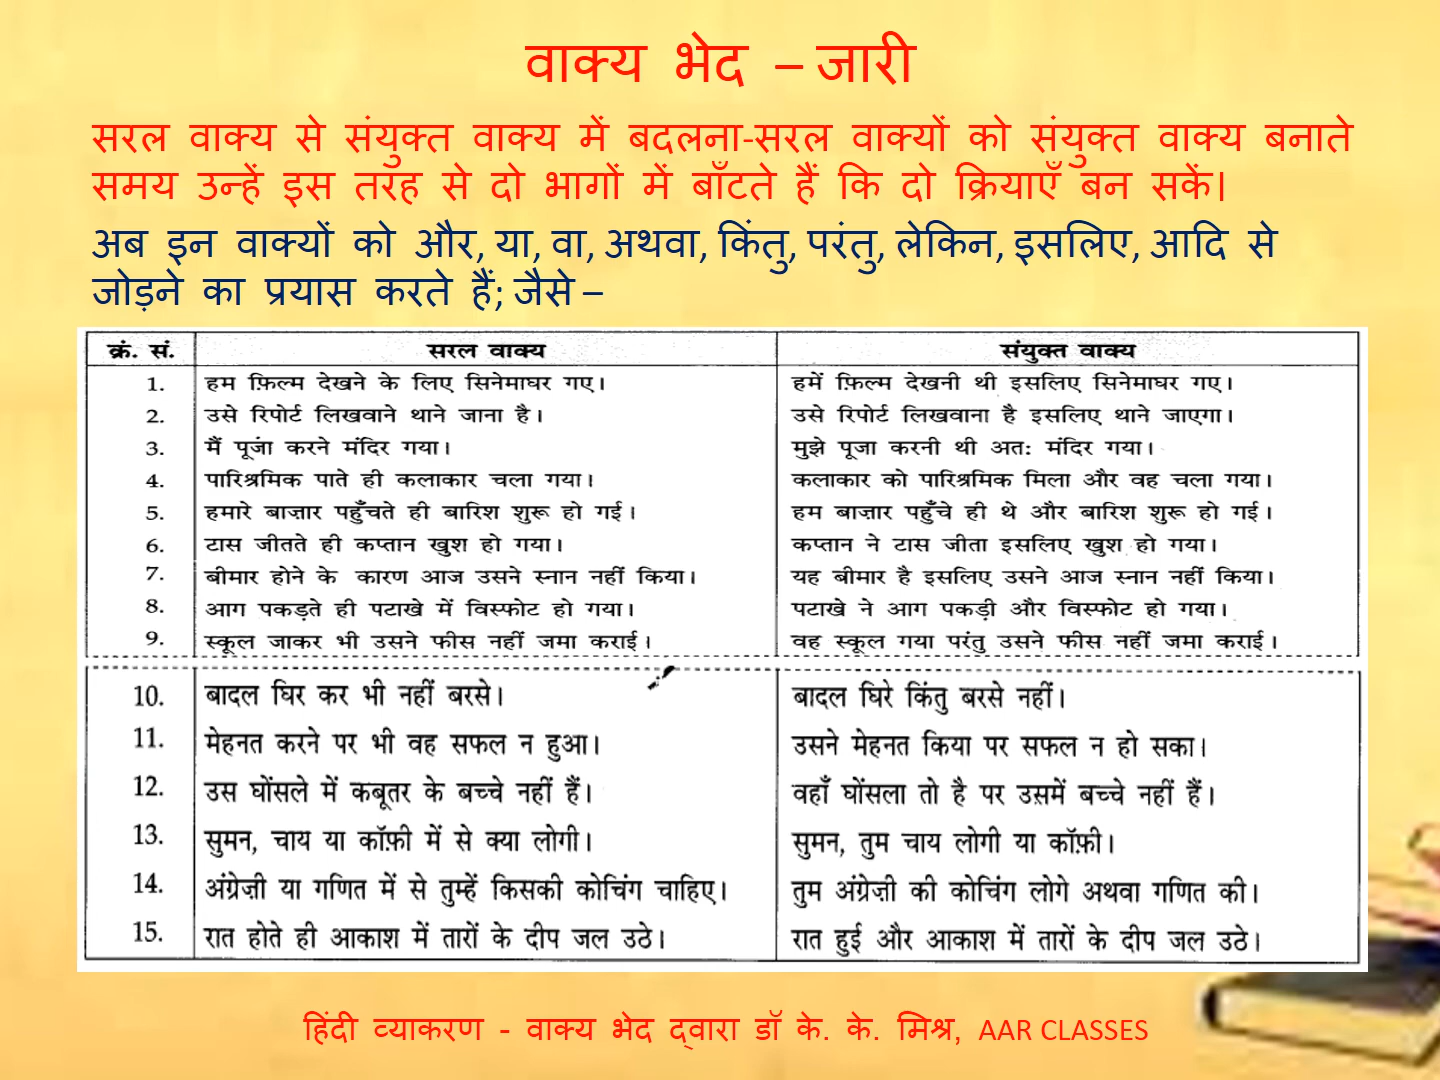 वाक्य भेद – जारी
सरल वाक्य से संयुक्त वाक्य में बदलना-सरल वाक्यों को संयुक्त वाक्य बनाते
समय उन्हें इस तरह से दो भागों में बाँटते हैं कि दो क्रियाएँ बन सकें।
अब इन वाक्यों को और, या, वा, अथवा, किंतु, परंतु, लेकिन, इसलिए, आदि से
जोड़ने का प्रयास करते हैं; जैसे –
क्रं. सं. सरल वाक्य संयुक्त वाक्य
1. हम फ़िल्म देखने के लिए सिनेमाघर गए। हमें फ़िल्म देखनी थी इसलिए सिनेमाघर गए।
2. उसे रिपोर्ट लिखवाने थाने जाना है। उसे रिपोर्ट लिखवाना है इसलिए थाने जाएगा।
3. मैं पूजा करने मंदिर गया। मुझे पूजा करनी थी अतः मंदिर गया।
4. पारिश्रमिक पाते ही कलाकार चला गया। कलाकार को पारिश्रमिक मिला और वह चला गया।
5. हमारे बाज़ार पहुँचते ही बारिश शुरू हो गई। हम बाज़ार पहुँचे ही थे और बारिश शुरू हो गई।
6. टास जीतते ही कप्तान खुश हो गया। कप्तान ने टास जीता इसलिए खुश हो गया।
7. बीमार होने के कारण आज उसने स्नान नहीं किया। यह बीमार है इसलिए उसने आज स्नान नहीं किया।
8. आग पकड़ते ही पटाखे में विस्फोट हो गया। पटाखे ने आग पकड़ी और विस्फोट हो गया।
9. स्कूल जाकर भी उसने फीस नहीं जमा कराई। वह स्कूल गया परंतु उसने फीस नहीं जमा कराई।
10. बादल घिर कर भी नहीं बरसे। बादल घिरे किंतु बरसे नहीं।
11. मेहनत करने पर भी वह सफल न हुआ। उसने मेहनत किया पर सफल न हो सका।
12. उस घोंसले में कबूतर के बच्चे नहीं हैं। वहाँ घोंसला तो है पर उसमें बच्चे नहीं हैं।
13. सुमन, चाय या कॉफ़ी में से क्या लोगी। सुमन, तुम चाय लोगी या कॉफ़ी।
14. अंग्रेज़ी या गणित में से तुम्हें किसकी कोचिंग चाहिए। तुम अंग्रेज़ी की कोचिंग लोगे अथवा गणित की।
15. रात होते ही आकाश में तारों के दीप जल उठे। रात हुई और आकाश में तारों के दीप जल उठे।
हिंदी व्याकरण - वाक्य भेद द्वारा डॉ के. के. मिश्र, AAR CLASSES